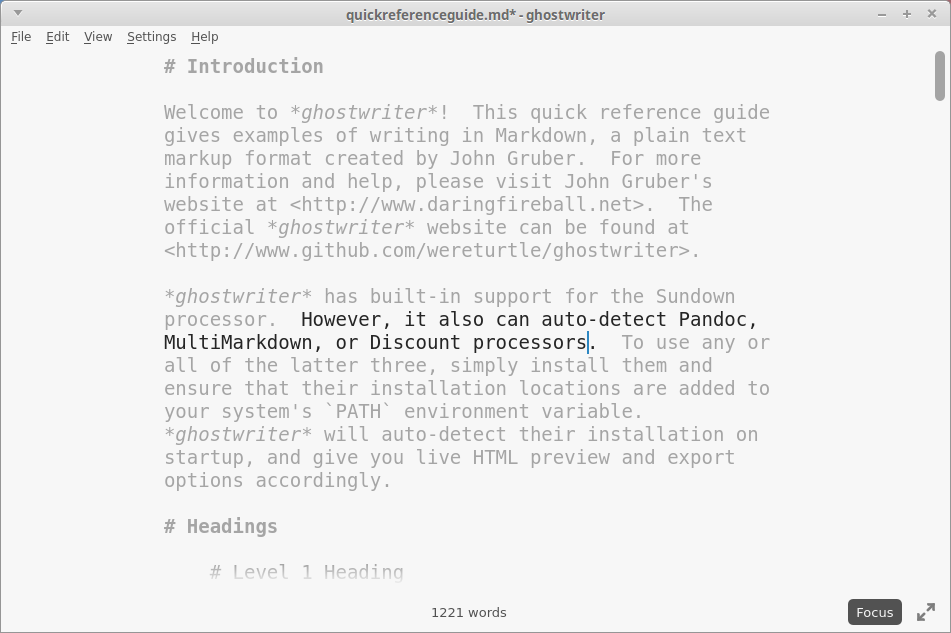 quickreferenceguide.md* - ghostwriter
File Edit View Settings Help
# Introduction
Welcome to *ghostwriter*!  This quick reference guide
gives examples of writing in Markdown, a plain text
markup format created by John Gruber.  For more
information and help, please visit John Gruber's
website at <http://www.daringfireball.net>.  The
official *ghostwriter* website can be found at
<http://www.github.com/wereturtle/ghostwriter>.
*ghostwriter* has built-in support for the Sundown
processor.  However, it also can auto-detect Pandoc,
MultiMarkdown, or Discount processors.  To use any or
all of the latter three, simply install them and
ensure that their installation locations are added to
your system's `PATH` environment variable.
*ghostwriter* will auto-detect their installation on
startup, and give you live HTML preview and export
options accordingly.
# Headings
# Level 1 Heading
1221 words
Focus